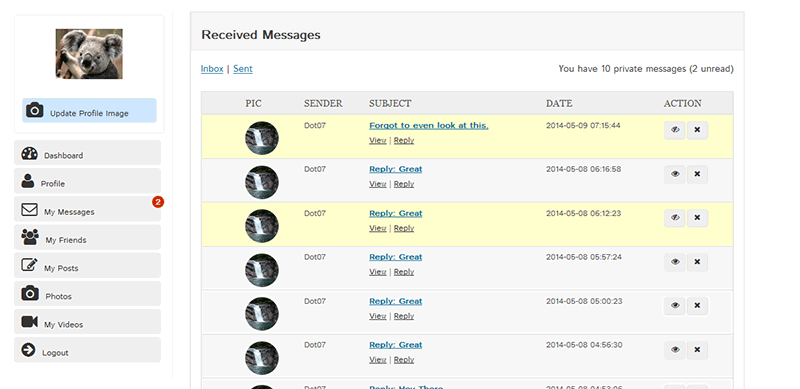 Update Profile Image
Dashboard
Profile
My Messages 2
My Friends
My Posts
Photos
My Videos
Logout
Received Messages
Inbox | Sent
You have 10 private messages (2 unread)
PIC SENDER SUBJECT DATE ACTION
Dot07 Forgot to even look at this. 2014-05-09 07:15:44
View | Reply
Dot07 Reply: Great 2014-05-08 06:16:58
View | Reply
Dot07 Reply: Great 2014-05-08 06:12:23
View | Reply
Dot07 Reply: Great 2014-05-08 05:57:24
View | Reply
Dot07 Reply: Great 2014-05-08 05:00:23
View | Reply
Dot07 Reply: Great 2014-05-08 04:56:30
View | Reply
Dot07 Reply: Hey There